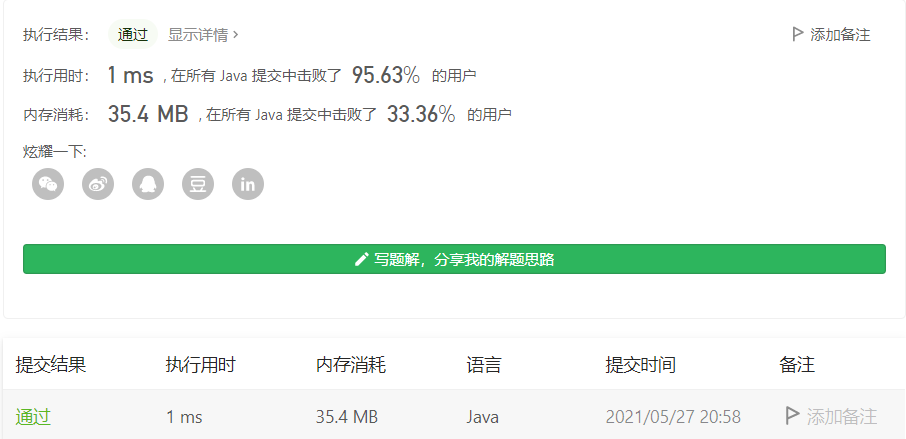 执行结果： 通过 显示详情 › 添加备注
执行用时： 1 ms , 在所有 Java 提交中击败了 95.63% 的用户
内存消耗： 35.4 MB , 在所有 Java 提交中击败了 33.36% 的用户
炫耀一下:
豆 in
写题解，分享我的解题思路
提交结果 执行用时 内存消耗 语言 提交时间 备注
通过 1 ms 35.4 MB Java 2021/05/27 20:58 添加备注